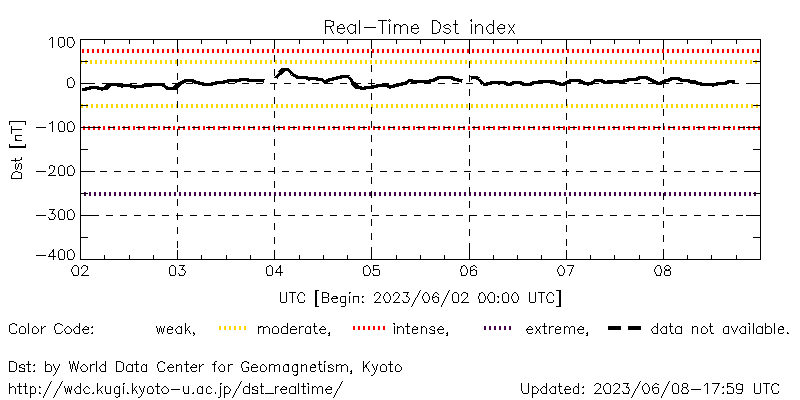 Real-Time Dst index
100
0
-100
-200
-300
-400
Dst [nT]
02 03 04 05 06 07 08
UTC [Begin: 2023/06/02 00:00 UTC]
Color Code: weak, moderate, intense, extreme, data not available.
Dst: by World Data Center for Geomagnetism, Kyoto
http://wdc.kugi.kyoto-u.ac.jp/dst_realtime/ Updated: 2023/06/08-17:59 UTC